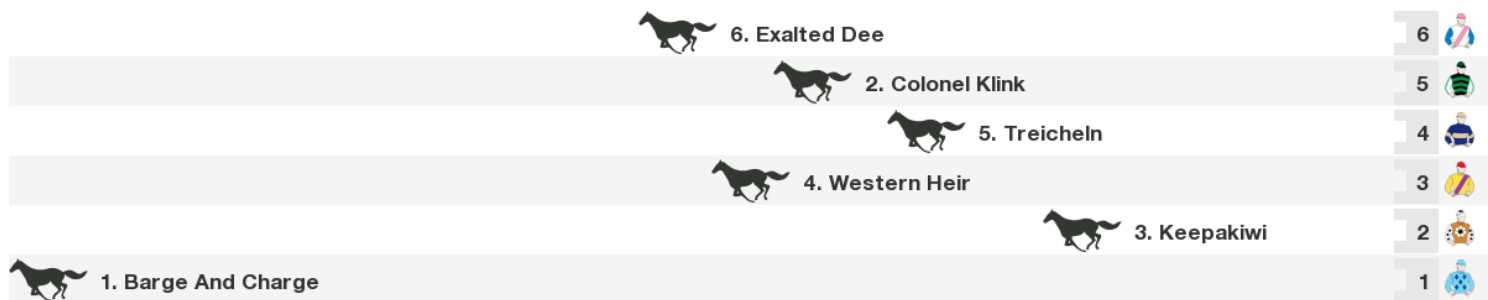 6. Exalted Dee 6
2. Colonel Klink 5
5. Treicheln 4
4. Western Heir 3
3. Keepakiwi 2
1. Barge And Charge 1